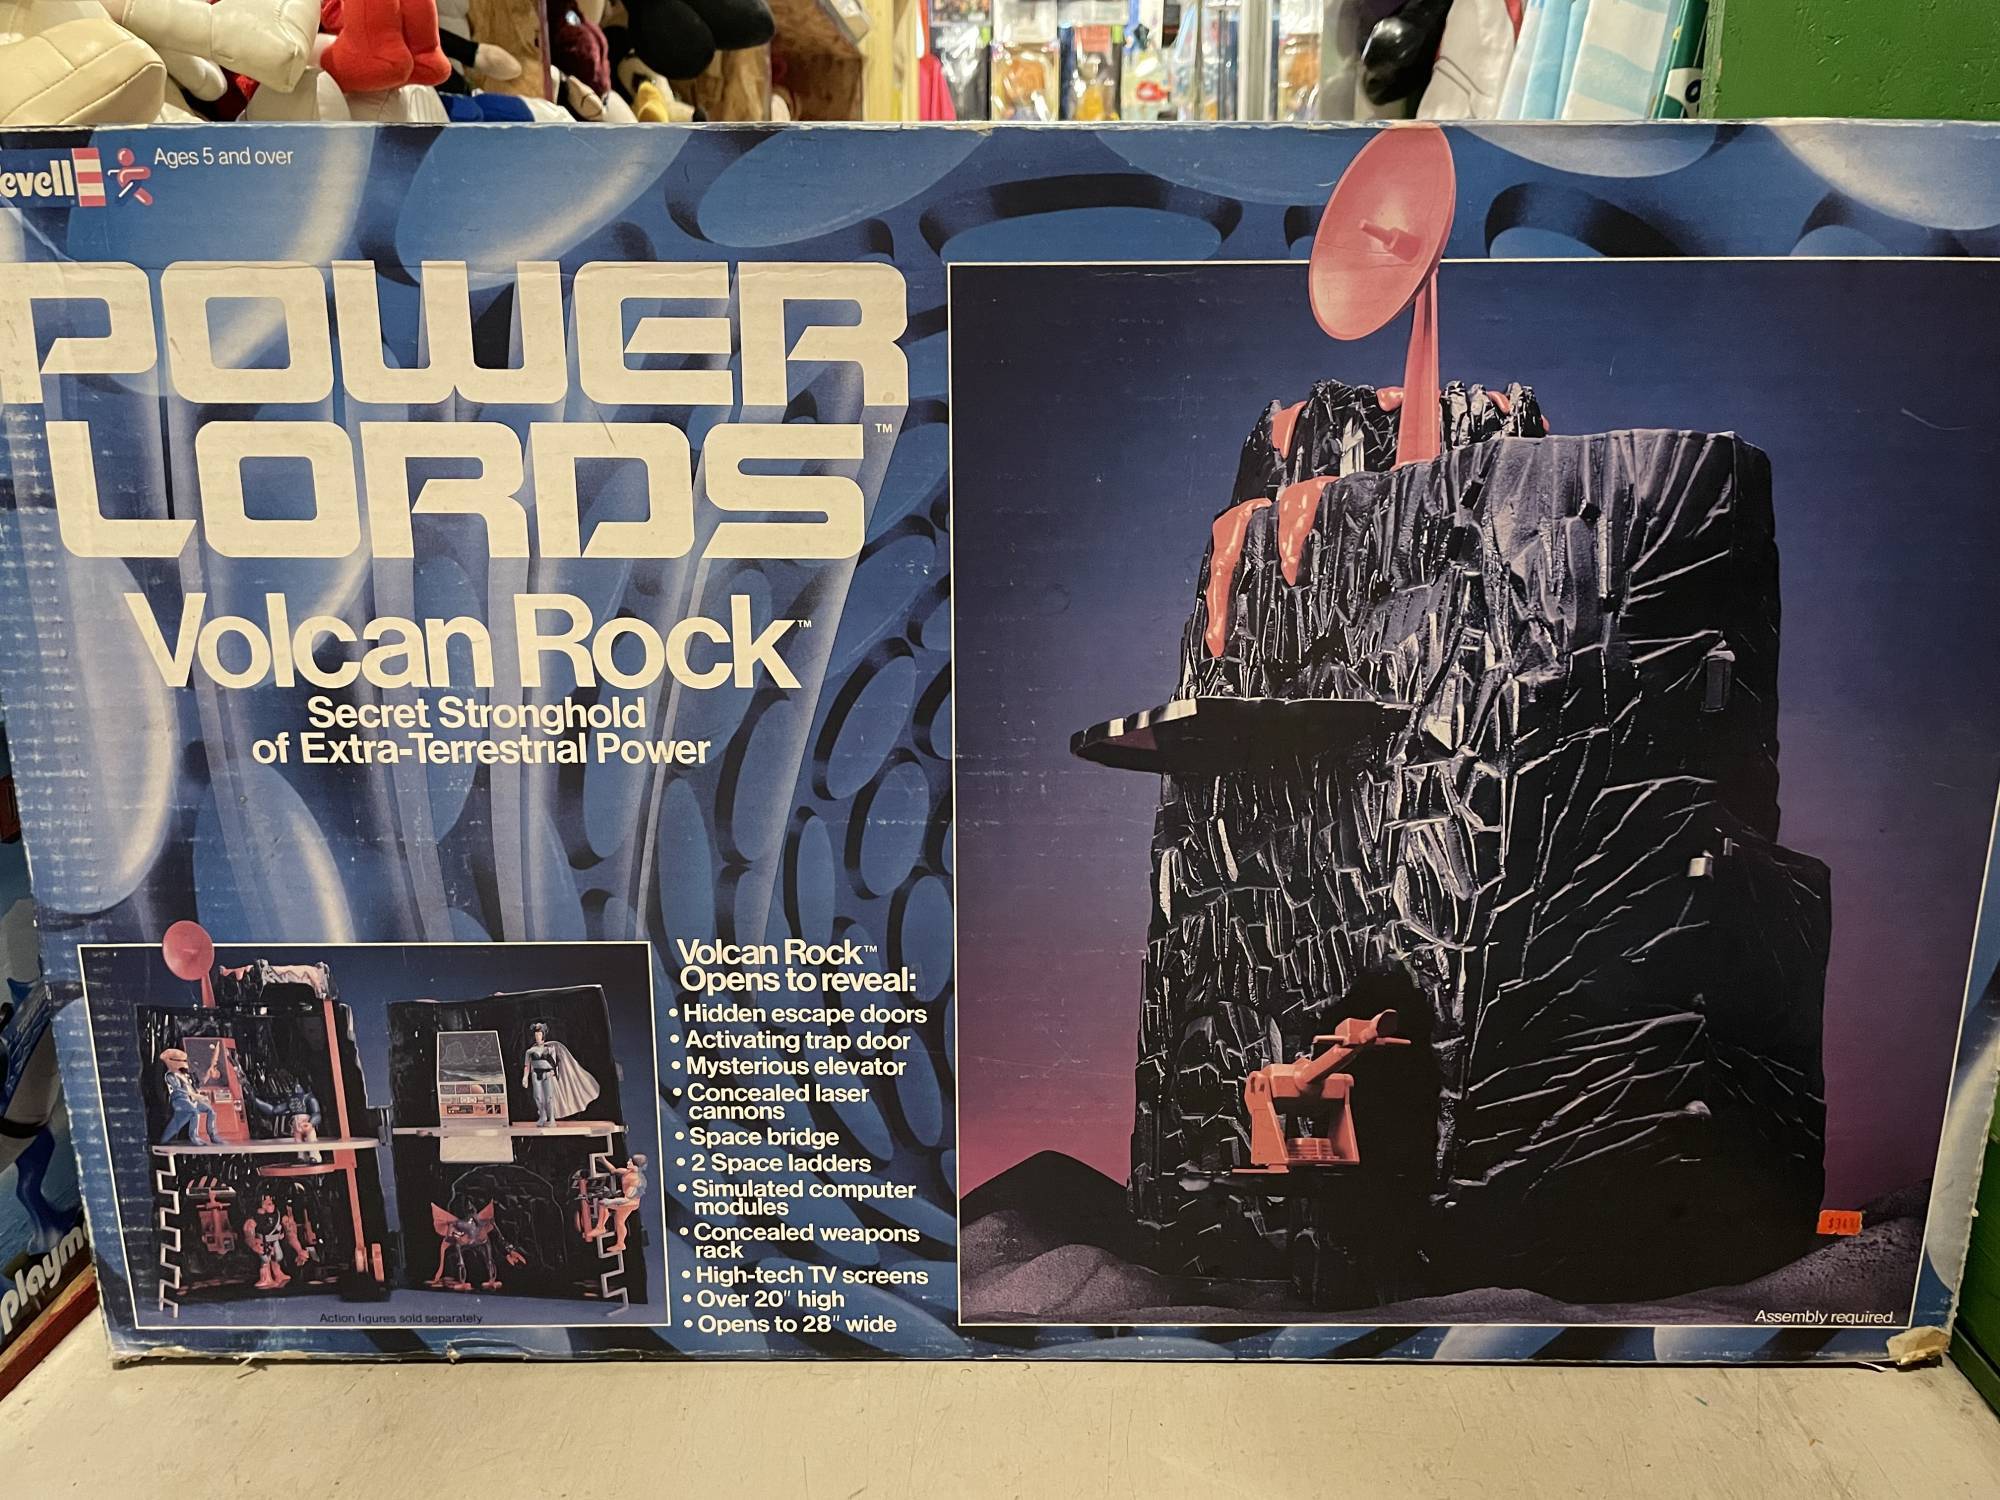 evell
Ages 5 and over
POWER
LORDS™
Volcan Rock™
Secret Stronghold
of Extra-Terrestrial Power
Volcan Rock™
Opens to reveal:
• Hidden escape doors
• Activating trap door
• Mysterious elevator
• Concealed laser
cannons
• Space bridge
• 2 Space ladders
• Simulated computer
modules
• Concealed weapons
rack
• High-tech TV screens
• Over 20" high
• Opens to 28" wide
Action figures sold separately.
Assembly required.
playm